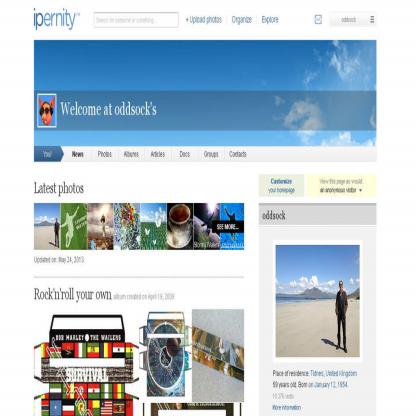 ipernity
Search for someone or something...
+ Upload photos
Organize
Explore
oddsock
Welcome at oddsock's
You!
News
Photos
Albums
Articles
Docs
Groups
Contacts
Latest photos
SEE MORE...
Updated on: May 24, 2013
Customize
your homepage
View this page as would
an anonymous visitor
oddsock
Rock'n'roll your own album created on April 19, 2009
BOB MARLEY & THE WAILERS
SURVIVAL
Place of residence: Totnes, United Kingdom
59 years old. Born on January 12, 1954.
More information